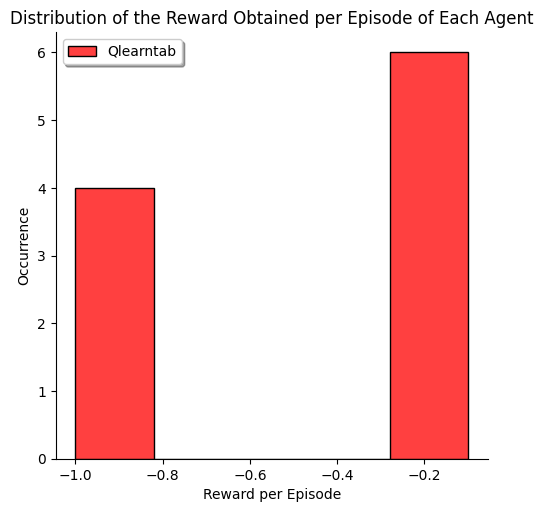 Distribution of the Reward Obtained per Episode of Each Agent
Qlearntab
6
5
4
3
2
1
0
Occurrence
−1.0 −0.8 −0.6 −0.4 −0.2
Reward per Episode